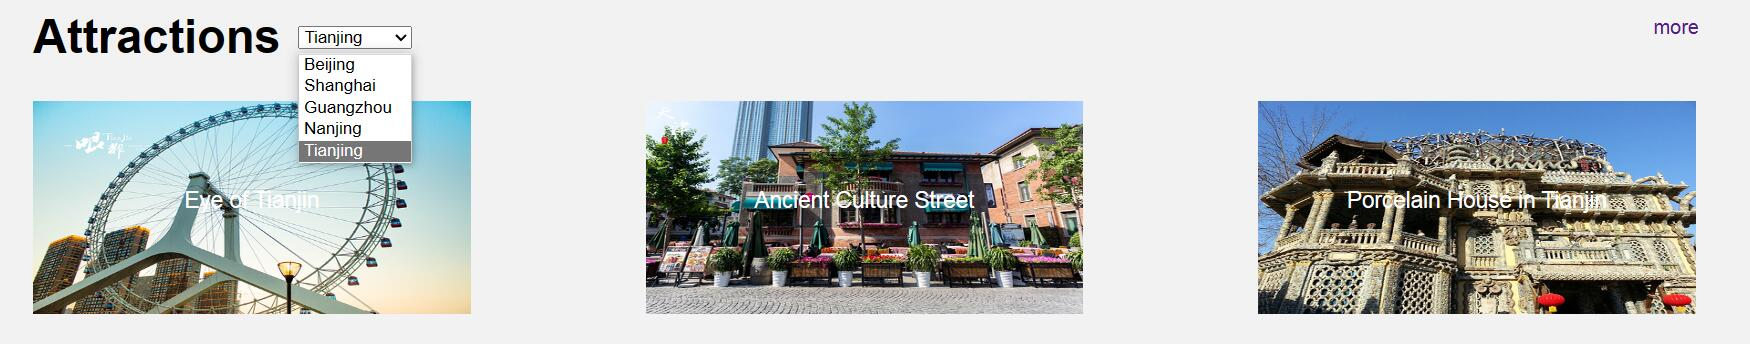 Attractions
Tianjing
more
Beijing
Shanghai
Guangzhou
Nanjing
Tianjing
Eye of Tianjin
Ancient Culture Street
Porcelain House in Tianjin